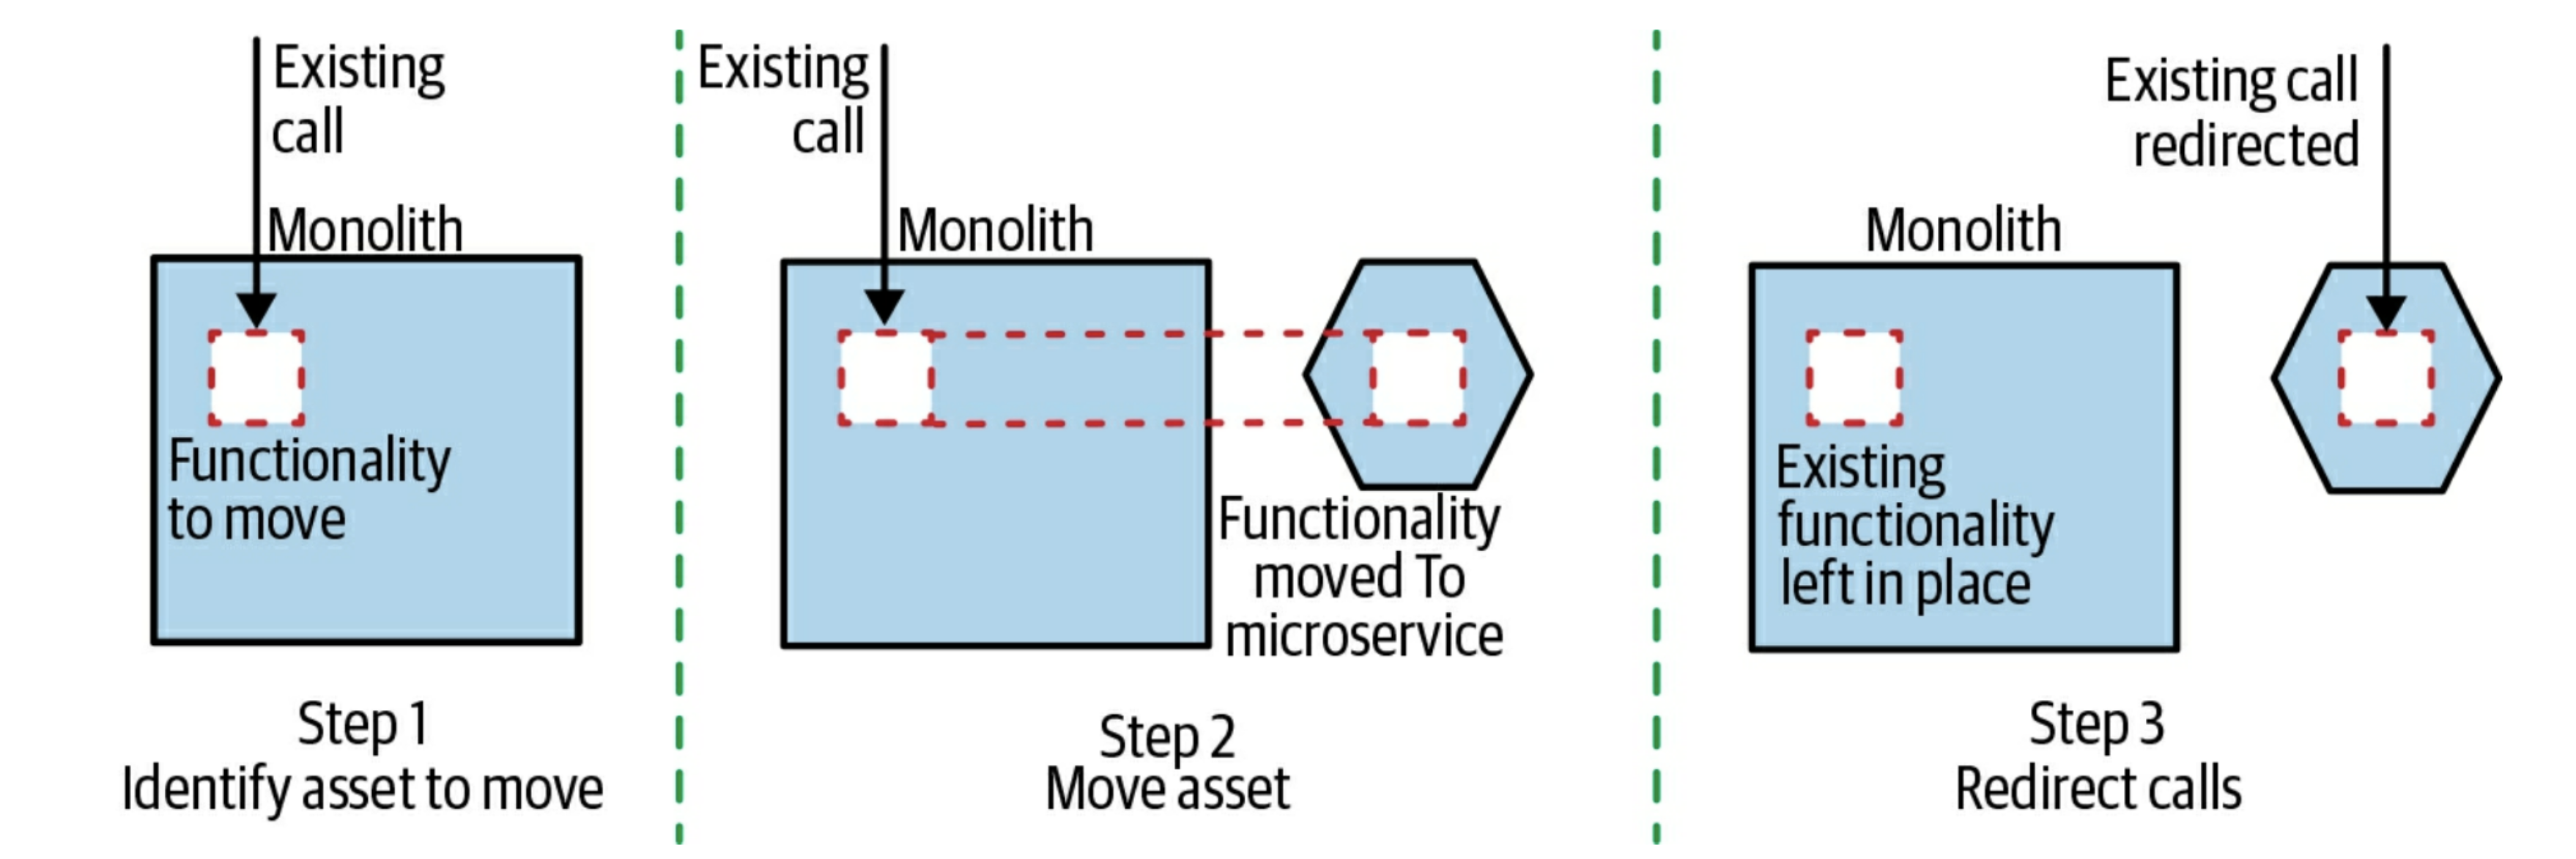 Existing
call
Monolith
Functionality
to move
Step 1
Identify asset to move
Existing
call
Monolith
Functionality
moved To
microservice
Step 2
Move asset
Existing call
redirected
Monolith
Existing
functionality
left in place
Step 3
Redirect calls